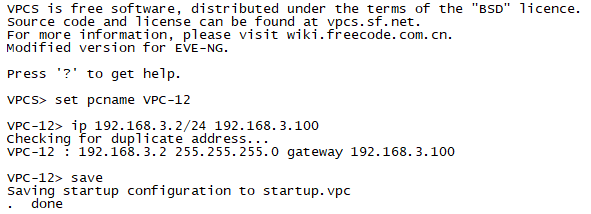 VPCS is free software, distributed under the terms of the "BSD" licence.
Source code and license can be found at vpcs.sf.net.
For more information, please visit wiki.freecode.com.cn.
Modified version for EVE-NG.
Press '?' to get help.
VPCS> set pcname VPC-12
VPC-12> ip 192.168.3.2/24 192.168.3.100
Checking for duplicate address...
VPC-12 : 192.168.3.2 255.255.255.0 gateway 192.168.3.100
VPC-12> save
Saving startup configuration to startup.vpc
.  done